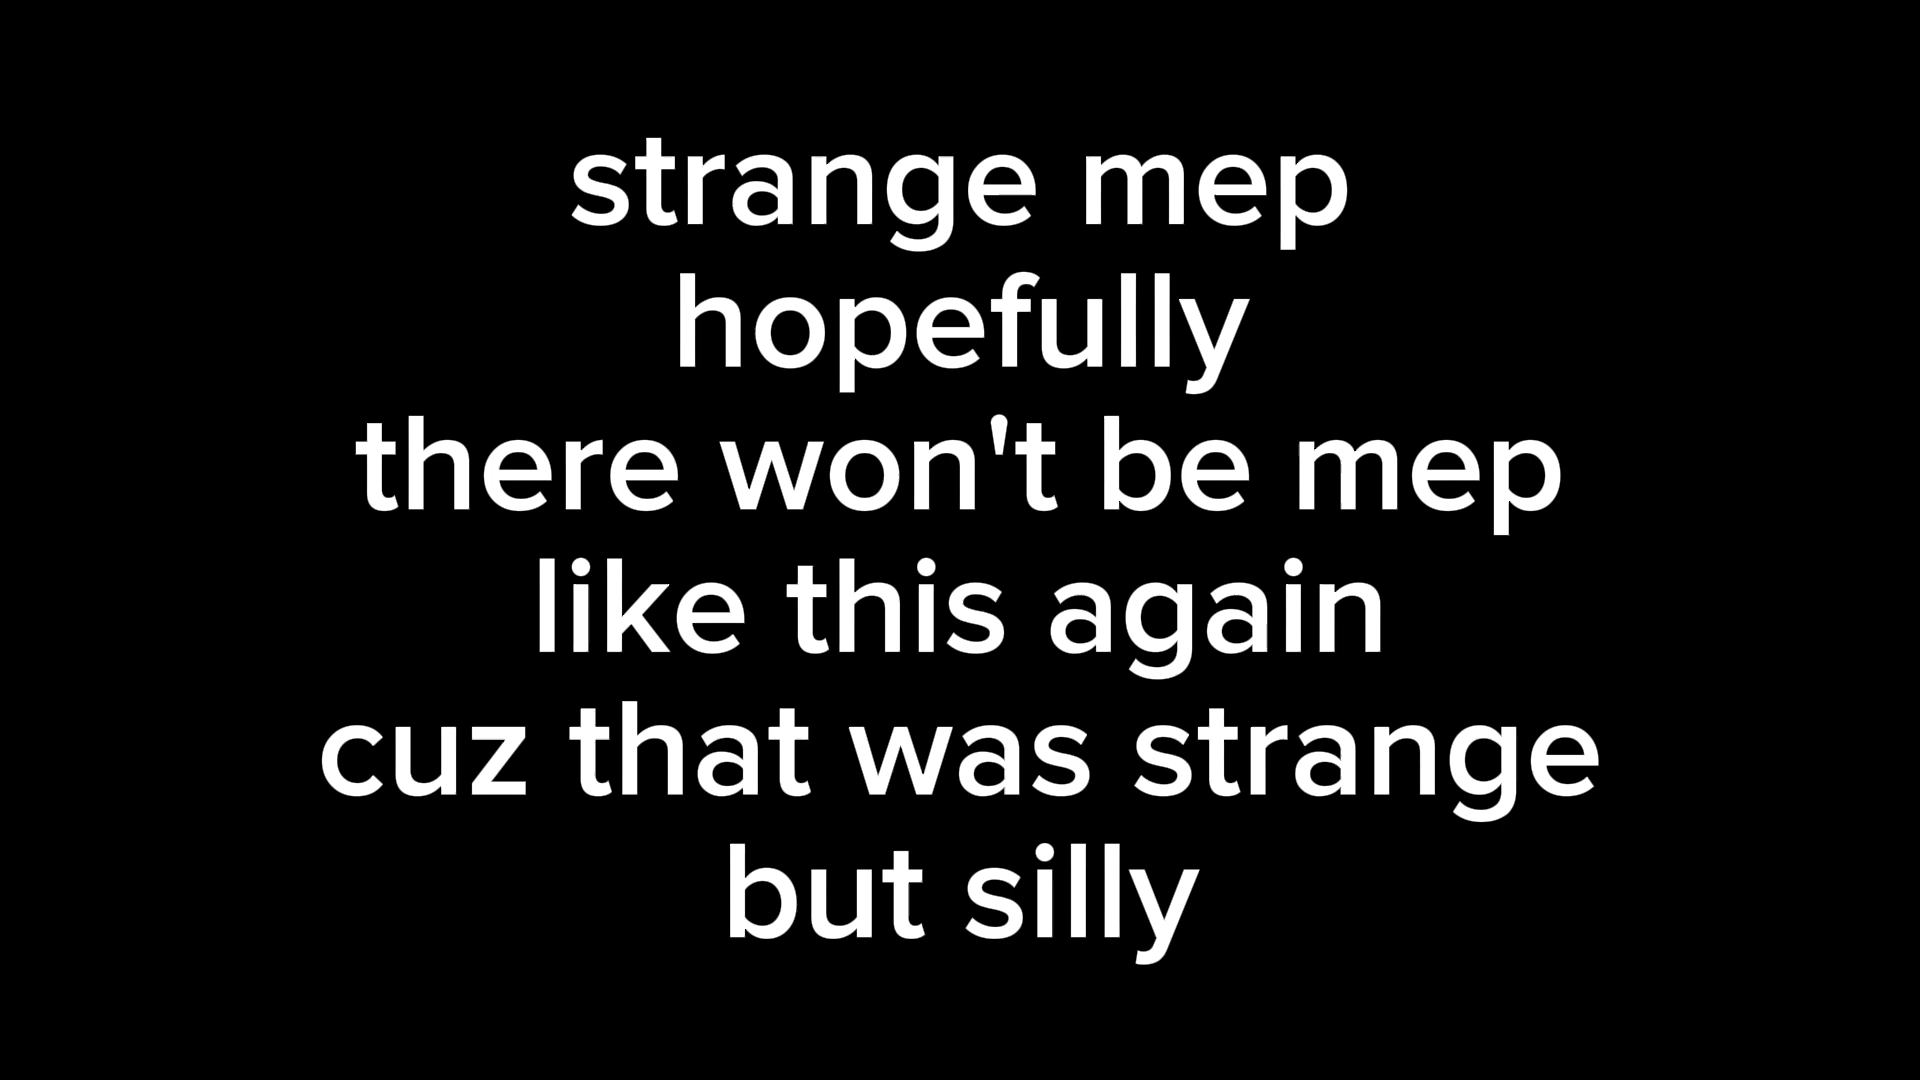 strange mep
hopefully
there won't be mep
like this again
cuz that was strange
but silly